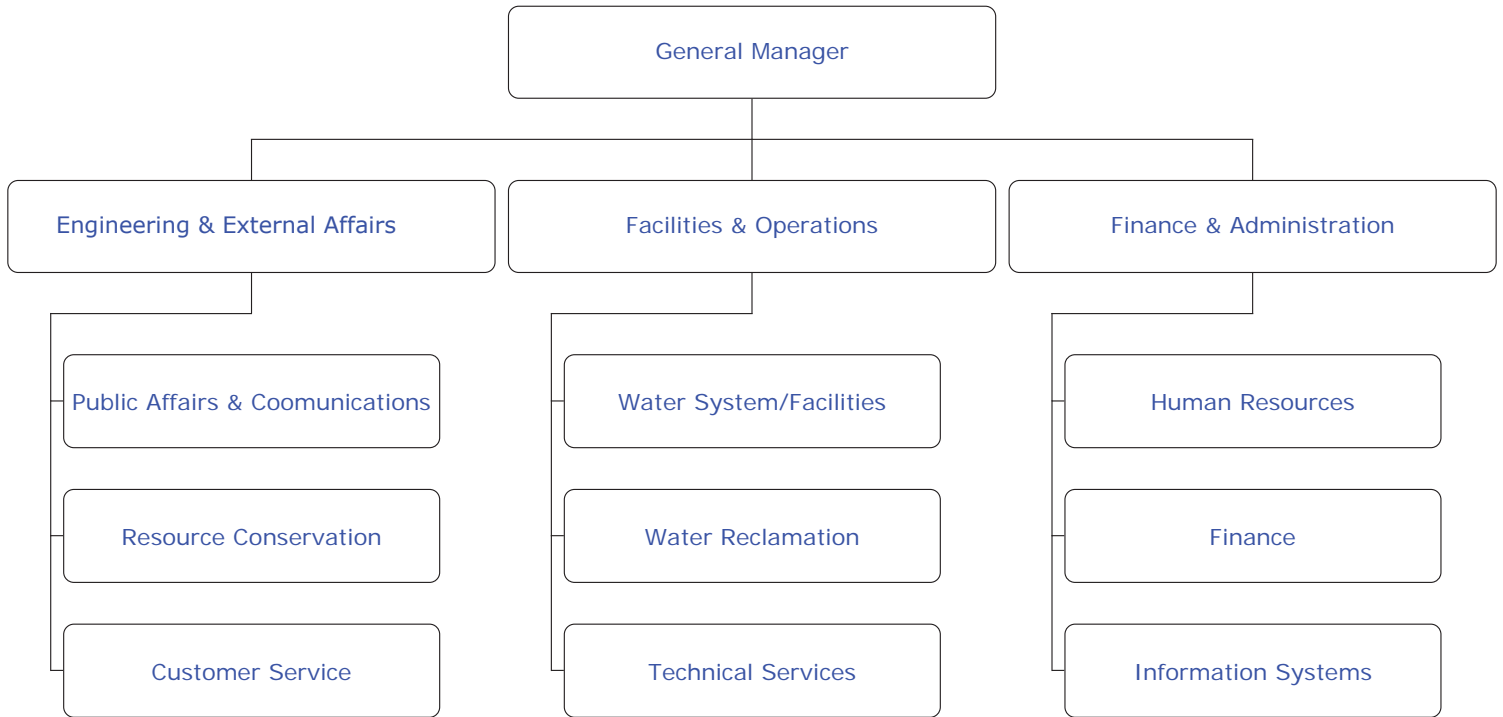 General Manager
Engineering & External Affairs
Facilities & Operations
Finance & Administration
Public Affairs & Coomunications
Water System/Facilities
Human Resources
Resource Conservation
Water Reclamation
Finance
Customer Service
Technical Services
Information Systems